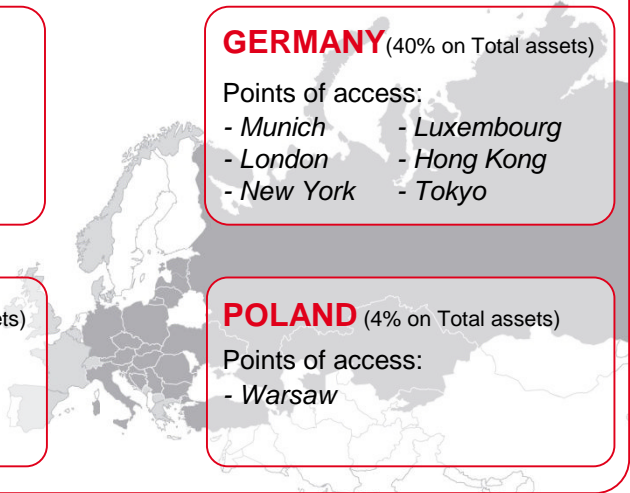 GERMANY(40% on Total assets)
Points of access:
- Munich - Luxembourg
- London - Hong Kong
- New York - Tokyo
ets)
POLAND (4% on Total assets)
Points of access:
- Warsaw